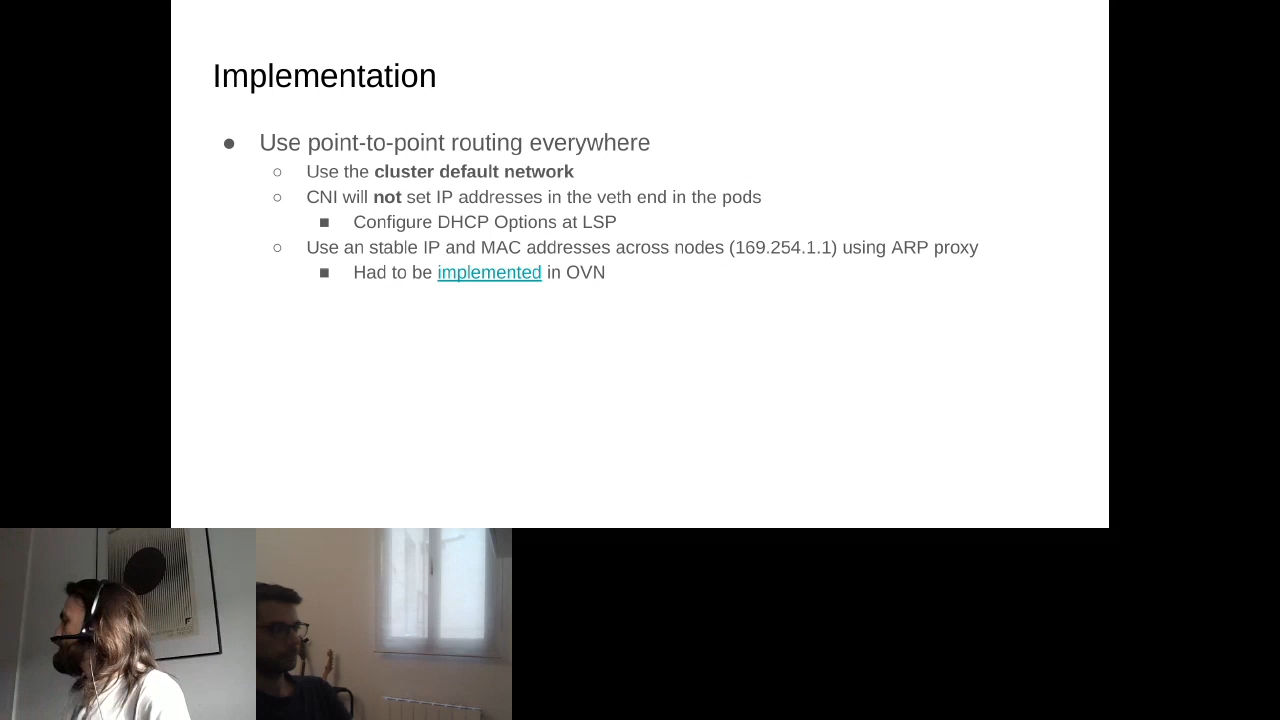 Implementation
● Use point-to-point routing everywhere
○ Use the cluster default network
○ CNI will not set IP addresses in the veth end in the pods
■ Configure DHCP Options at LSP
○ Use an stable IP and MAC addresses across nodes (169.254.1.1) using ARP proxy
■ Had to be implemented in OVN